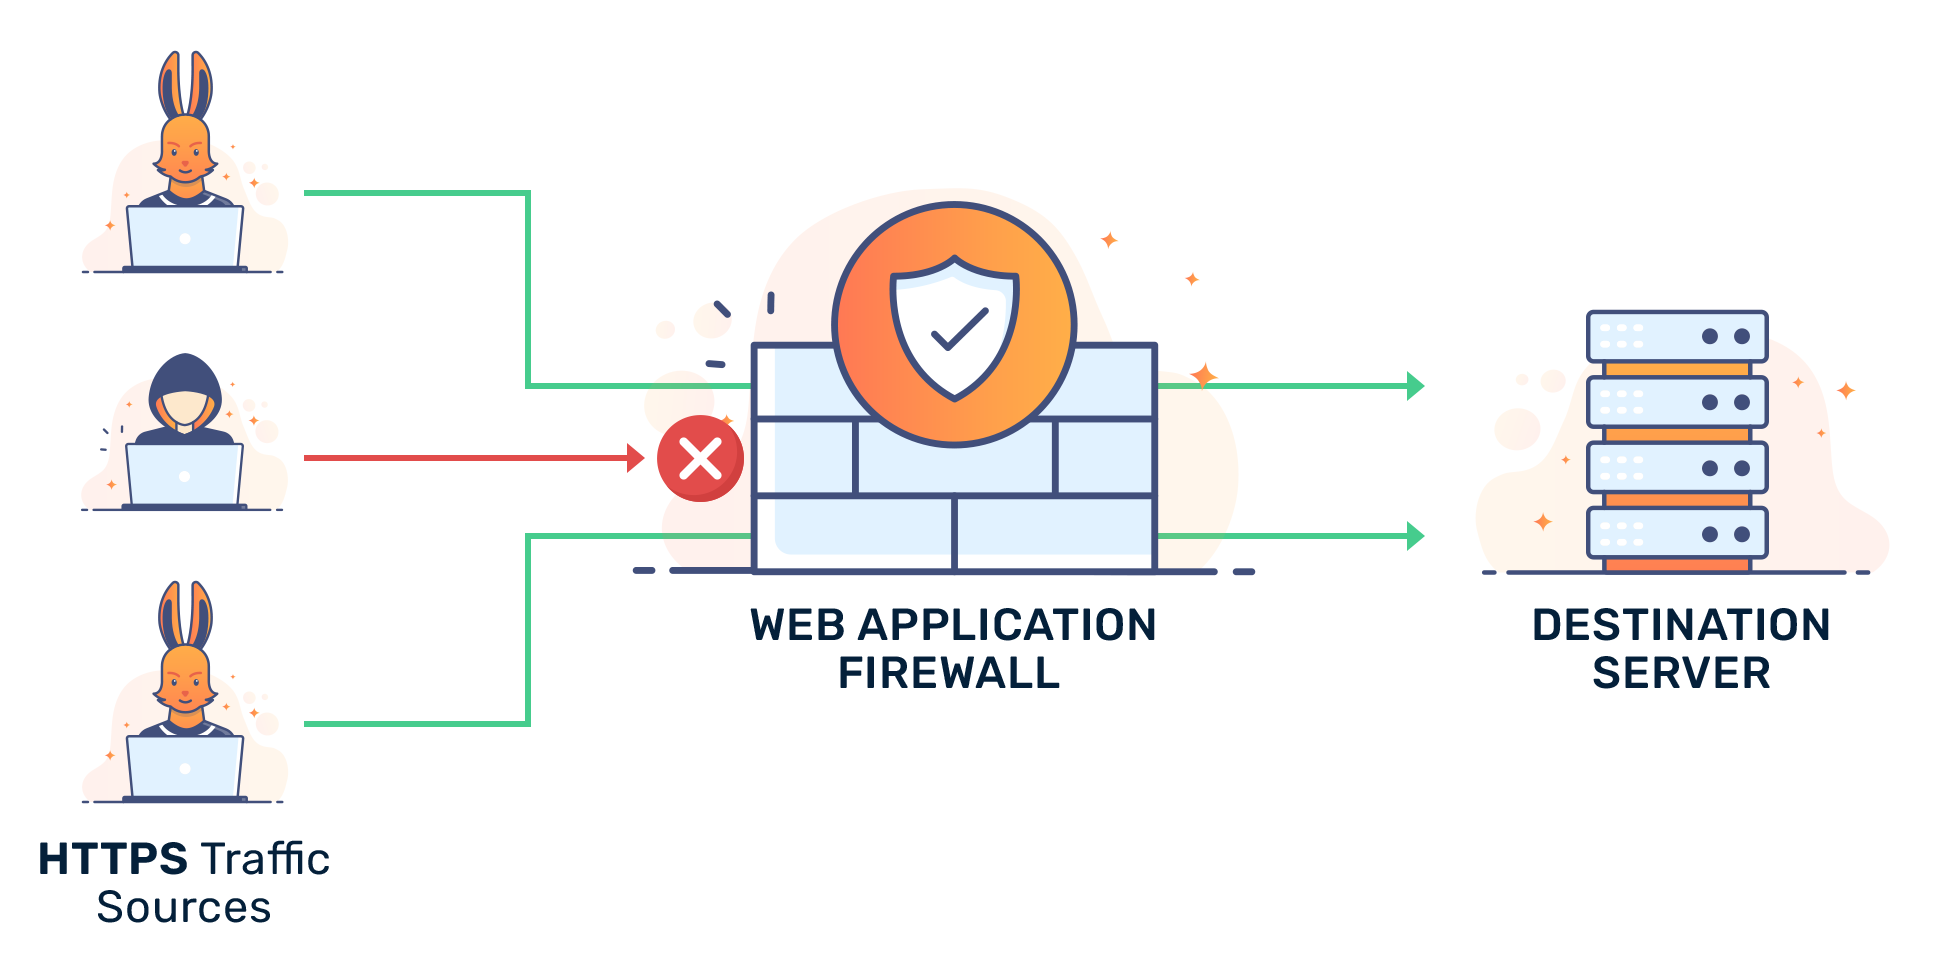 WEB APPLICATION
FIREWALL
DESTINATION
SERVER
HTTPS Traffic
Sources